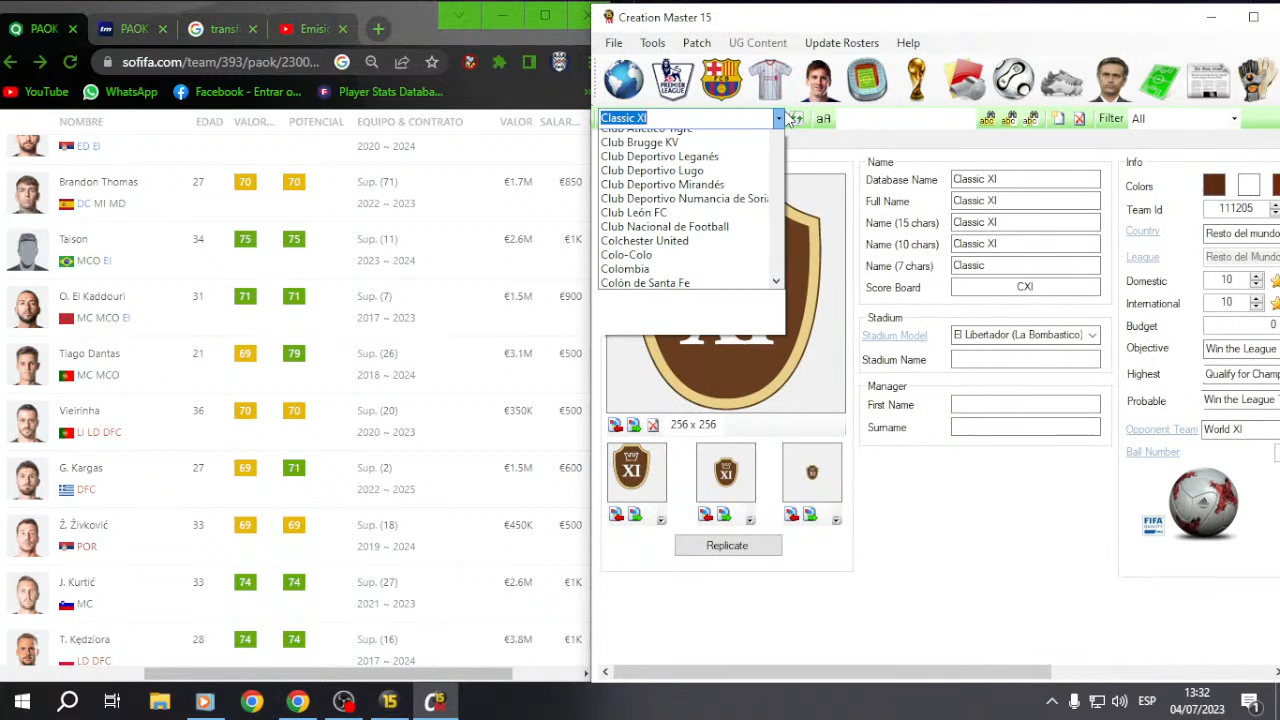 PAOK
PAOK
transf
Emisic
sofifa.com/team/393/paok/2300...
YouTube
WhatsApp
Facebook - Entrar o...
Player Stats Databa...
EDAD
VALOR...
POTENCIAL
EQUIPO & CONTRATO
VALOR...
SALAR...
ED EI
2020 ~ 2024
Brandon Thomas
27
70
70
Sup. (71)
€1.7M
€850
DC MI MD
2022 ~ 2023
Taison
34
75
75
Sup. (11)
€2.6M
€1K
MCO EI
2023 ~ 2024
O. El Kaddouri
31
71
71
Sup. (7)
€1.5M
€900
MC MCO EI
2017 ~ 2023
Tiago Dantas
21
69
79
Sup. (26)
€3.1M
€500
MC MCO
2018 ~ 2024
Vieirinha
36
70
70
Sup. (20)
€350K
€500
LI LD DFC
2020 ~ 2023
G. Kargas
27
69
71
Sup. (2)
€1.5M
€600
DFC
2022 ~ 2025
Ž. Živković
33
69
69
Sup. (18)
€450K
€500
POR
2019 ~ 2024
J. Kurtić
33
74
74
Sup. (27)
€2.6M
€1K
MC
2021 ~ 2023
T. Kędziora
28
74
74
Sup. (16)
€3.8M
€1K
LD DFC
2017 ~ 2024
Creation Master 15
File Tools Patch UG Content Update Rosters Help
Classic XI
aA
Filter
All
Club Atlético Tigre
Club Brugge KV
Club Deportivo Leganés
Club Deportivo Lugo
Club Deportivo Mirandés
Club Deportivo Numancia de Soria
Club León FC
Club Nacional de Football
Colchester United
Colo-Colo
Colombia
Colón de Santa Fe
256 x 256
XI
XI
Replicate
Name
Database Name Classic XI
Full Name Classic XI
Name (15 chars) Classic XI
Name (10 chars) Classic XI
Name (7 chars) Classic
Score Board CXI
Stadium
Stadium Model El Libertador (La Bombastico)
Stadium Name
Manager
First Name
Surname
Info
Colors
Team Id 111205
Country Resto del mundo
League Resto del Mundo
Domestic 10
International 10
Budget 0
Objective Win the League
Highest Qualify for Champ
Probable Win the League T
Opponent Team World XI
Ball Number
FIFA
QUALITY
ESP
13:32
04/07/2023
15
1